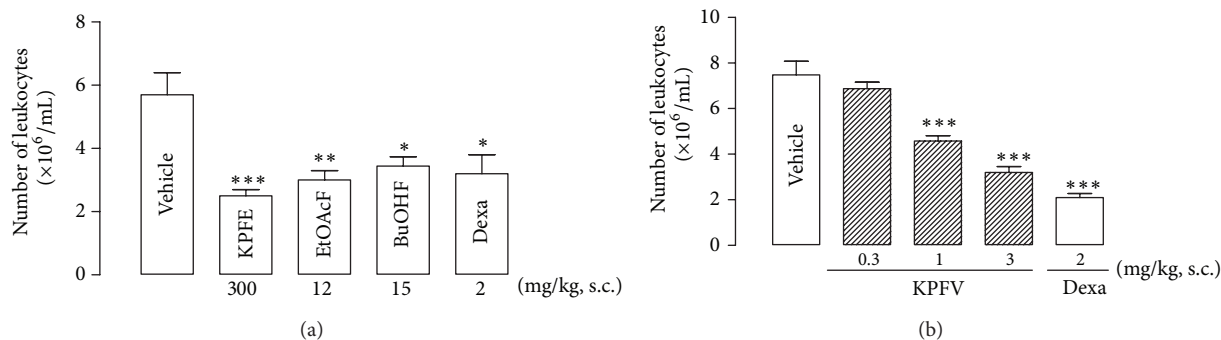 Number of leukocytes
(×10⁶/mL)
8
6
4
2
0
Vehicle
***
KPFE
**
EtOAcF
*
BuOHF
*
Dexa
300
12
15
2
(mg/kg, s.c.)
(a)
Number of leukocytes
(×10⁶/mL)
10
8
6
4
2
0
Vehicle
***
***
***
0.3
1
3
2
(mg/kg, s.c.)
KPFV
Dexa
(b)